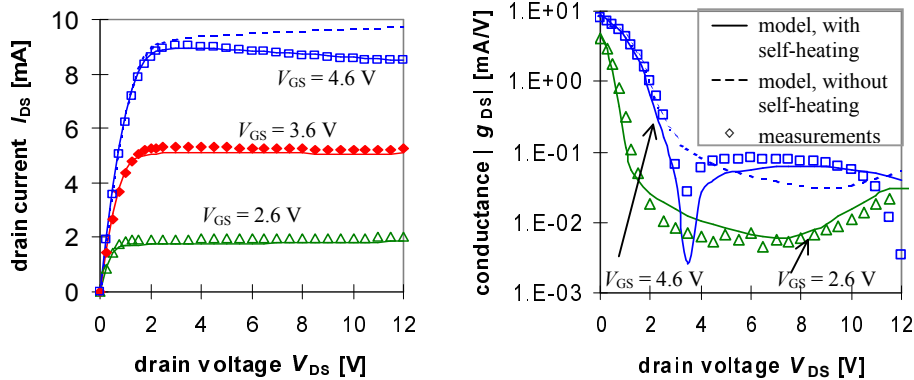 drain current I_DS [mA]
10
8
6
4
2
0
V_GS = 4.6 V
V_GS = 3.6 V
V_GS = 2.6 V
0 2 4 6 8 10 12
drain voltage V_DS [V]
conductance | g_DS | [mA/V]
1.E+01
1.E+00
1.E-01
1.E-02
1.E-03
model, with
self-heating
model, without
self-heating
measurements
V_GS = 4.6 V
V_GS = 2.6 V
0 2 4 6 8 10 12
drain voltage V_DS [V]